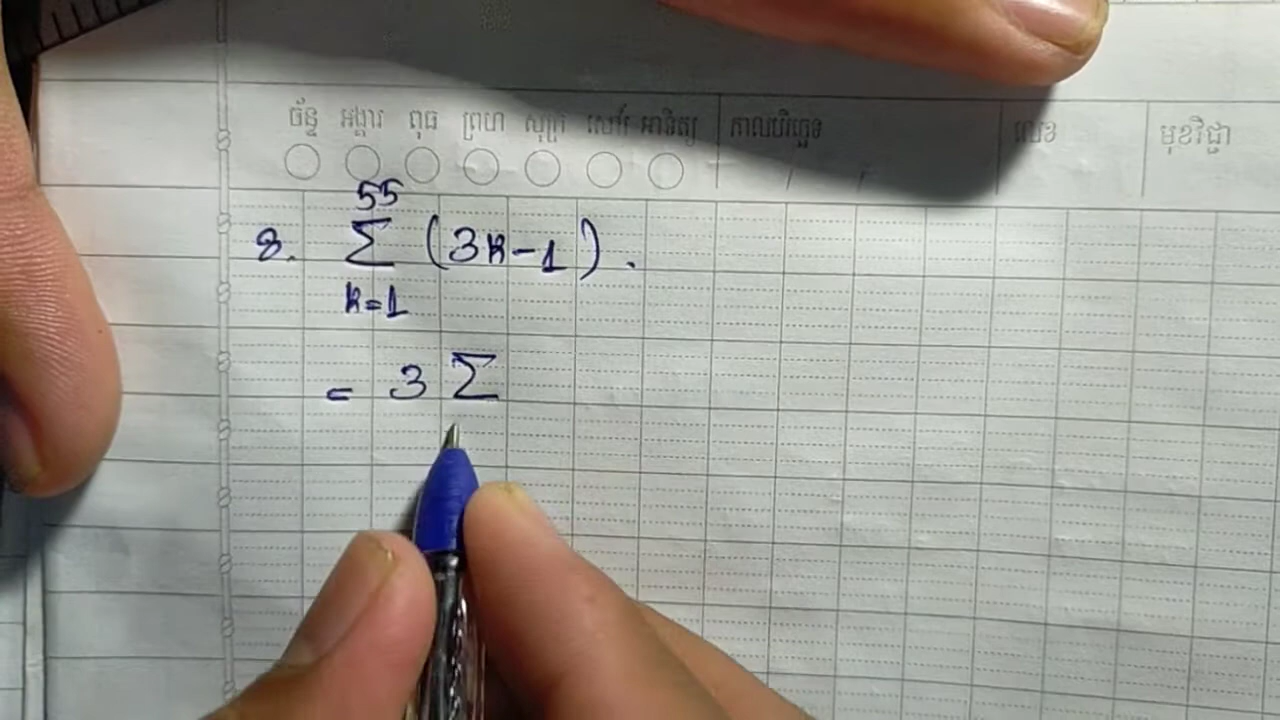 ច័ន្ទ អង្គារ ពុធ ព្រហ សុក្រ សៅរ៍ អាទិត្យ កាលបរិច្ឆេទ លេខ មុខវិជ្ជា
/ /
55
8. Σ (3k-1) .
k=1
= 3 Σ